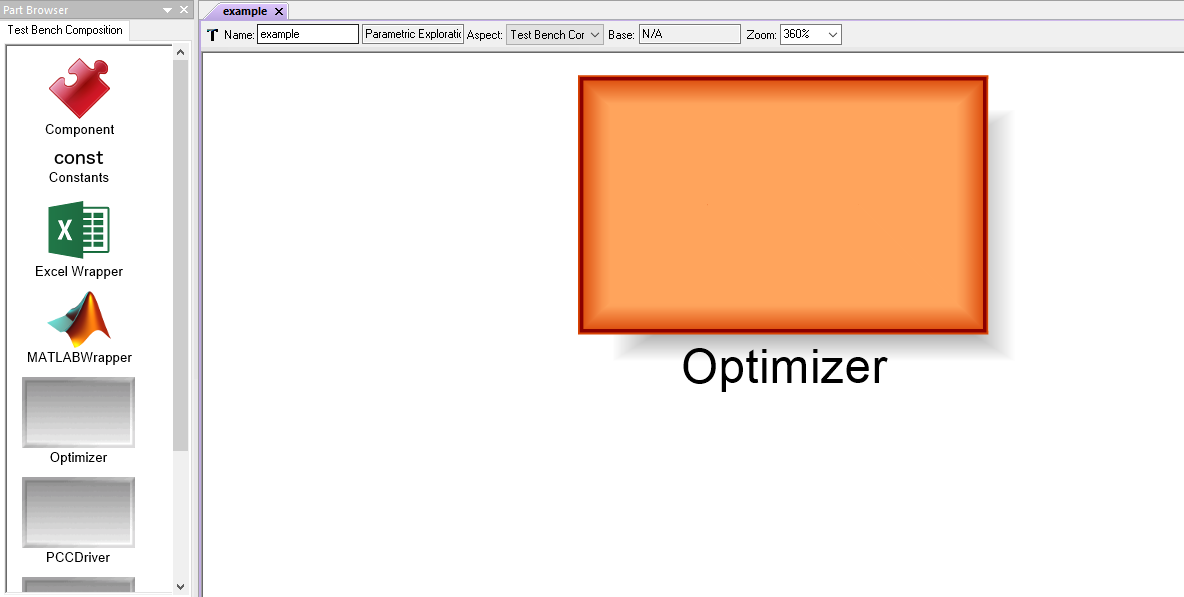 Part Browser
Test Bench Composition
Component
const
Constants
X
Excel Wrapper
MATLABWrapper
Optimizer
PCCDriver
example
Name: example Parametric Exploratic Aspect: Test Bench Cor Base: N/A Zoom: 360%
Optimizer